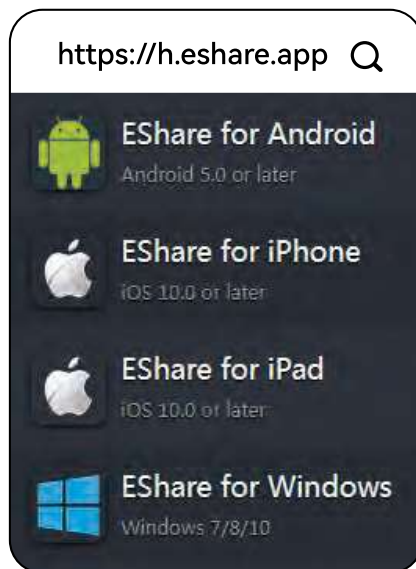 https://h.eshare.app
EShare for Android
Android 5.0 or later
EShare for iPhone
iOS 10.0 or later
EShare for iPad
iOS 10.0 or later
EShare for Windows
Windows 7/8/10